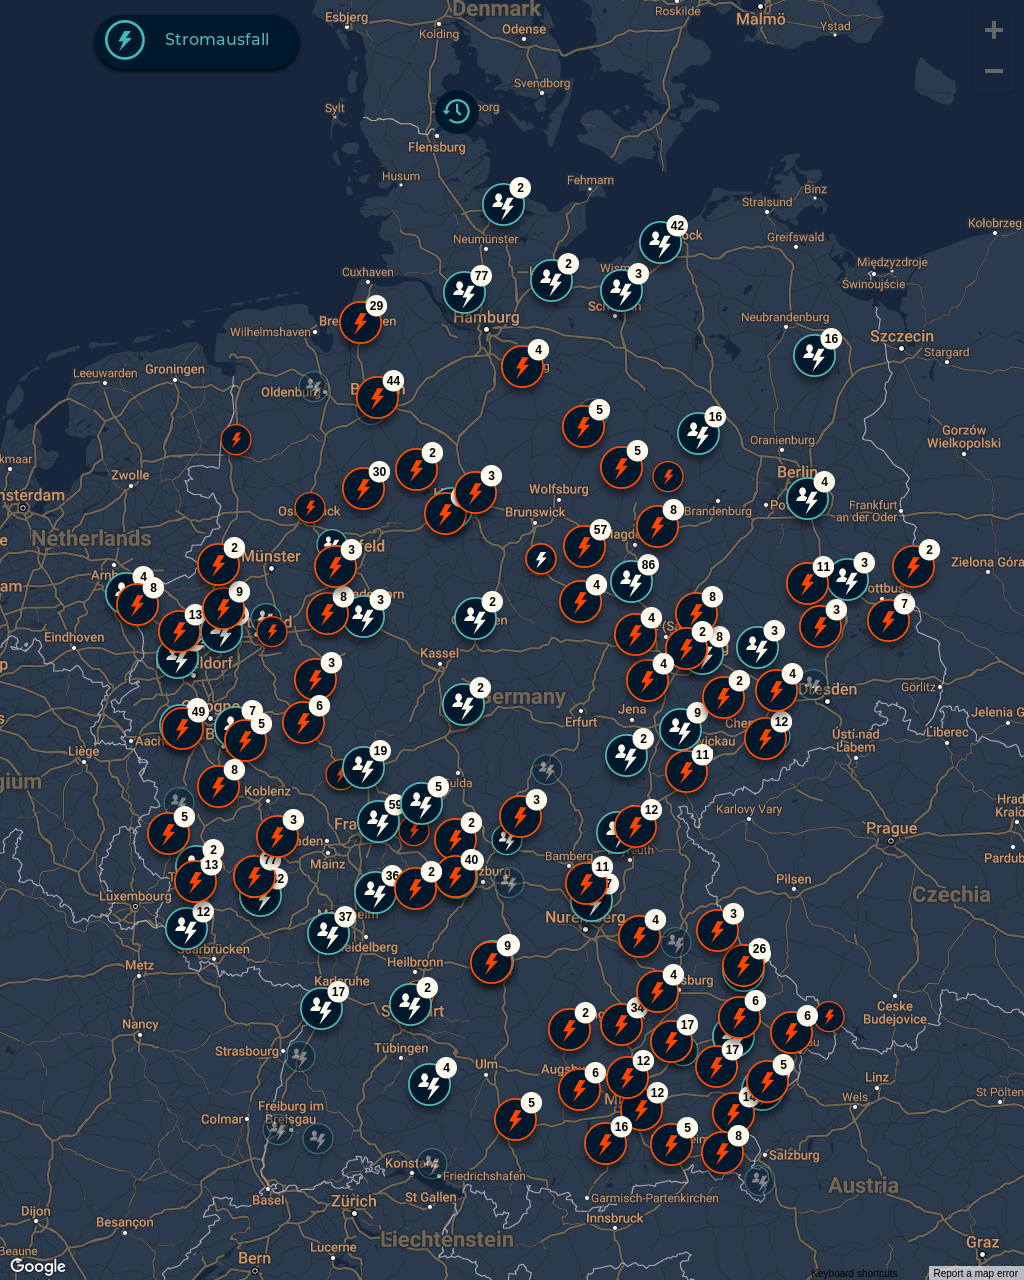 Denmark
Esbjerg
Kolding
Odense
Roskilde
Malmö
Ystad
+
Stromausfall
−
Svendborg
Sylt
Flensburg
Husum
Fehmarn
Binz
Stralsund
2
Kołobrzeg
42
Greifswald
Neumünster
Międzyzdroje
Cuxhaven
77
2
3
Świnoujście
29
Hamburg
Neubrandenburg
Wilhelmshaven
16
Szczecin
4
Stargard
Groningen
Leeuwarden
44
Oldenburg
5
16
Gorzów
Wielkopolski
Oranienburg
2
5
Berlin
Zwolle
30
3
4
Wolfsburg
Frankfurt
an der Oder
Brunswick
8
Brandenburg
57
Netherlands
2
3
Münster
2
Zielona Góra
4
8
86
11
3
9
8
3
4
8
7
2
13
3
Eindhoven
4
2
8
3
Kassel
3
4
2
4
Görlitz
2
Germany
Dresden
49
7
6
Jena
9
Erfurt
12
5
2
Ústí nad
Labem
Liberec
Liège
19
11
8
Koblenz
5
59
3
12
Karlovy Vary
5
3
2
Prague
Mainz
2
13
40
11
Bamberg
Pilsen
2
36
Czechia
Luxembourg
12
37
4
3
Saarbrücken
Heidelberg
9
26
Metz
Heilbronn
4
Karlsruhe
17
2
6
Ceske
Budejovice
2
34
17
6
Nancy
Strasbourg
Tübingen
17
Ulm
4
6
12
5
Linz
St Pölten
12
Wels
Colmar
Freiburg im
Breisgau
5
16
5
8
Salzburg
Konstanz
Friedrichshafen
Austria
Basel
Zürich
St Gallen
Garmisch-Partenkirchen
Dijon
Besançon
Innsbruck
Liechtenstein
Lucerne
Bern
Graz
Beaune
Google
Keyboard shortcuts
Report a map error